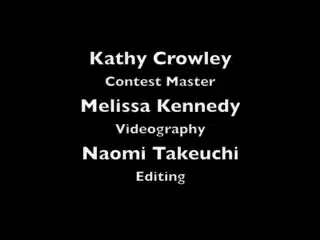 Kathy Crowley
Contest Master
Melissa Kennedy
Videography
Naomi Takeuchi
Editing